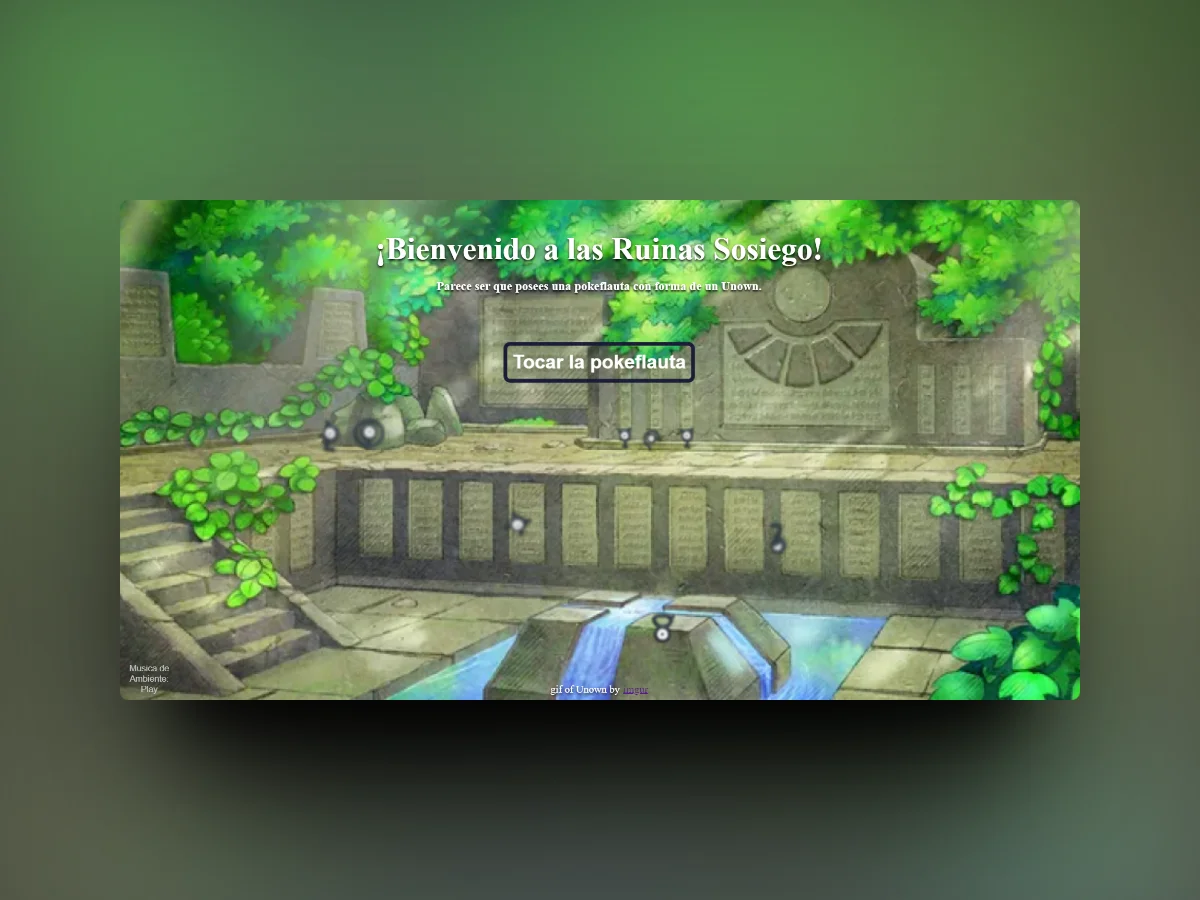 ¡Bienvenido a las Ruinas Sosiego!
Parece ser que posees una pokeflauta con forma de un Unown.
Tocar la pokeflauta
Musica de
Ambiente:
Play
gif of Unown by imgur